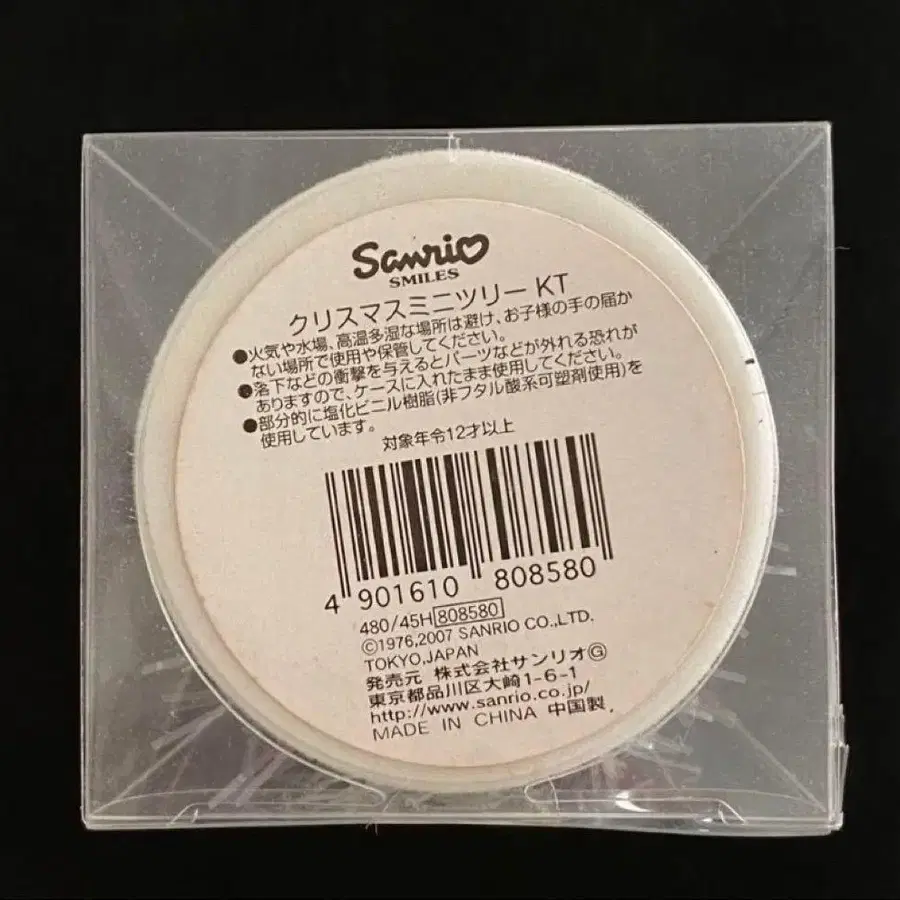 Sanrio
SMILES
クリスマスミニツリー KT
●火気や水場、高温多湿な場所は避け、お子様の手の届か
ない場所で使用や保管してください。
●落下などの衝撃を与えるとパーツなどが外れる恐れが
ありますので、ケースに入れたまま使用してください。
●部分的に塩化ビニル樹脂(非フタル酸系可塑剤使用)を
使用しています。
対象年令12才以上
4 901610 808580
480/45H 808580
©1976,2007 SANRIO CO.,LTD.
TOKYO,JAPAN
発売元 株式会社サンリオⒼ
東京都品川区大崎1-6-1
http://www.sanrio.co.jp/
MADE IN CHINA 中国製